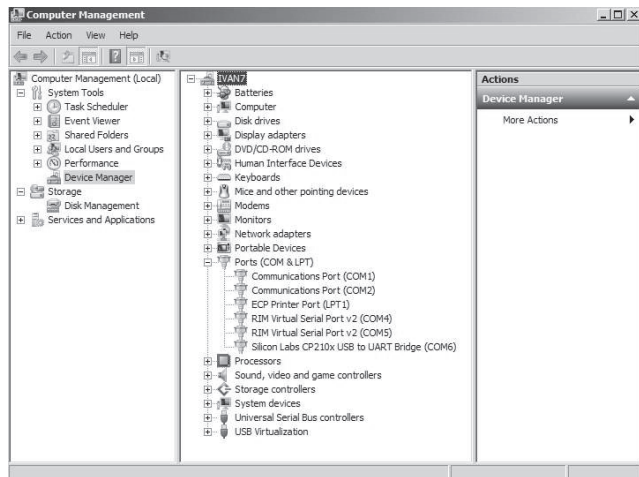 Computer Management
File Action View Help
Computer Management (Local)
System Tools
Task Scheduler
Event Viewer
Shared Folders
Local Users and Groups
Performance
Device Manager
Storage
Disk Management
Services and Applications
IVAN7
Batteries
Computer
Disk drives
Display adapters
DVD/CD-ROM drives
Human Interface Devices
Keyboards
Mice and other pointing devices
Modems
Monitors
Network adapters
Portable Devices
Ports (COM & LPT)
Communications Port (COM1)
Communications Port (COM2)
ECP Printer Port (LPT1)
RIM Virtual Serial Port v2 (COM4)
RIM Virtual Serial Port v2 (COM5)
Silicon Labs CP210x USB to UART Bridge (COM6)
Processors
Sound, video and game controllers
Storage controllers
System devices
Universal Serial Bus controllers
USB Virtualization
Actions
Device Manager
More Actions